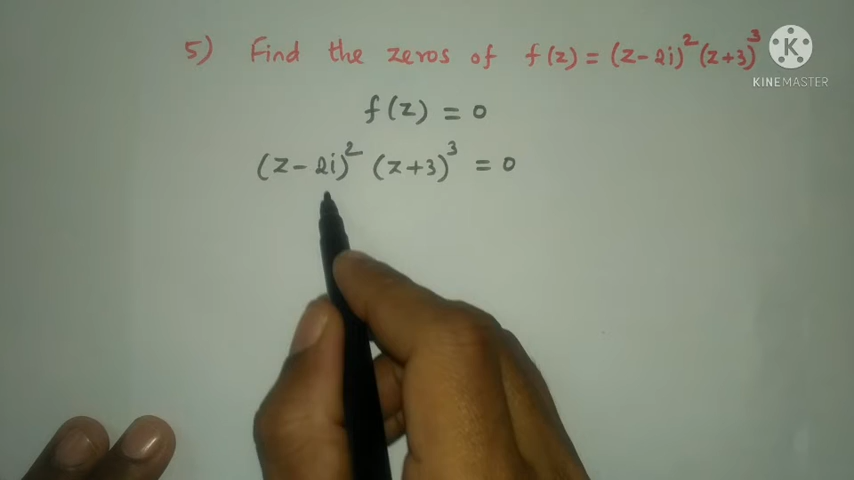 5) Find the zeros of f(z) = (z-2i)² (z+3)³
K
KINEMASTER
f(z) = 0
(z-2i)² (z+3)³ = 0